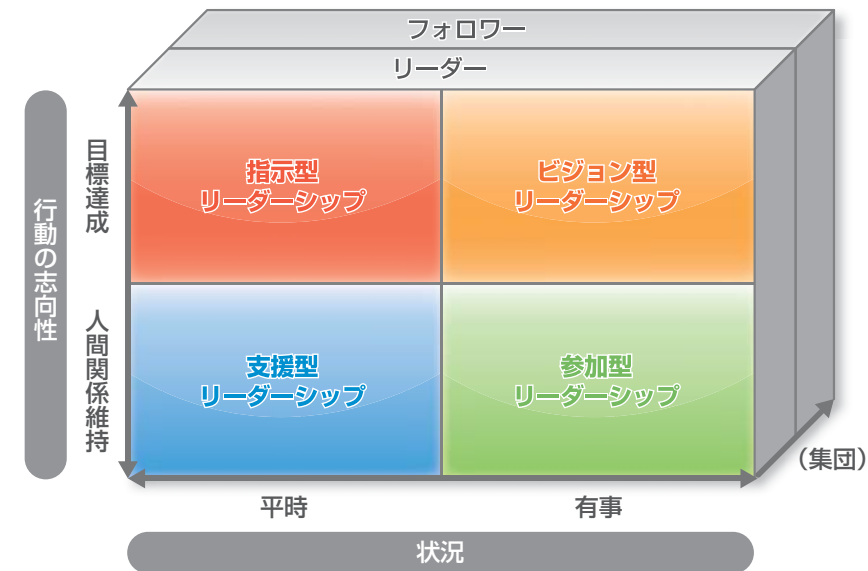 フォロワー
リーダー
行動の志向性
目標達成
人間関係維持
指示型
リーダーシップ
ビジョン型
リーダーシップ
支援型
リーダーシップ
参加型
リーダーシップ
(集団)
平時
有事
状況